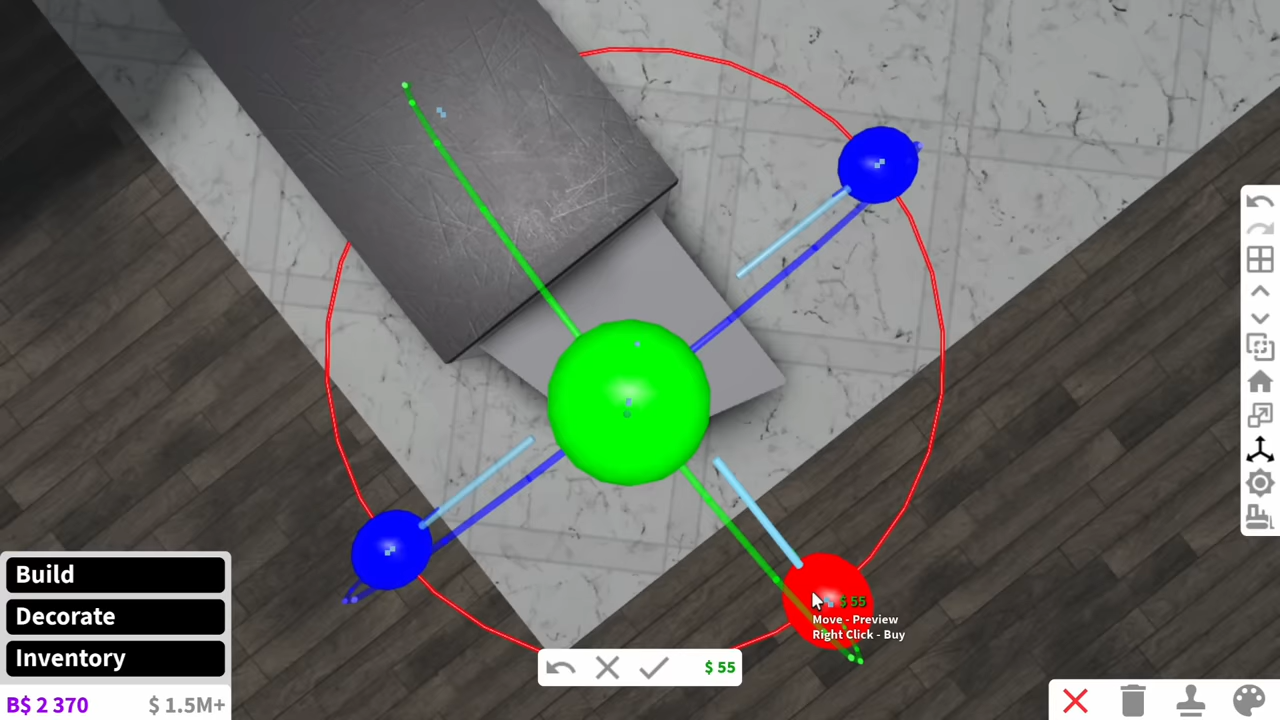 $ 55
Move - Preview
Right Click - Buy
Build
Decorate
Inventory
B$ 2 370 $ 1.5M+
$ 55